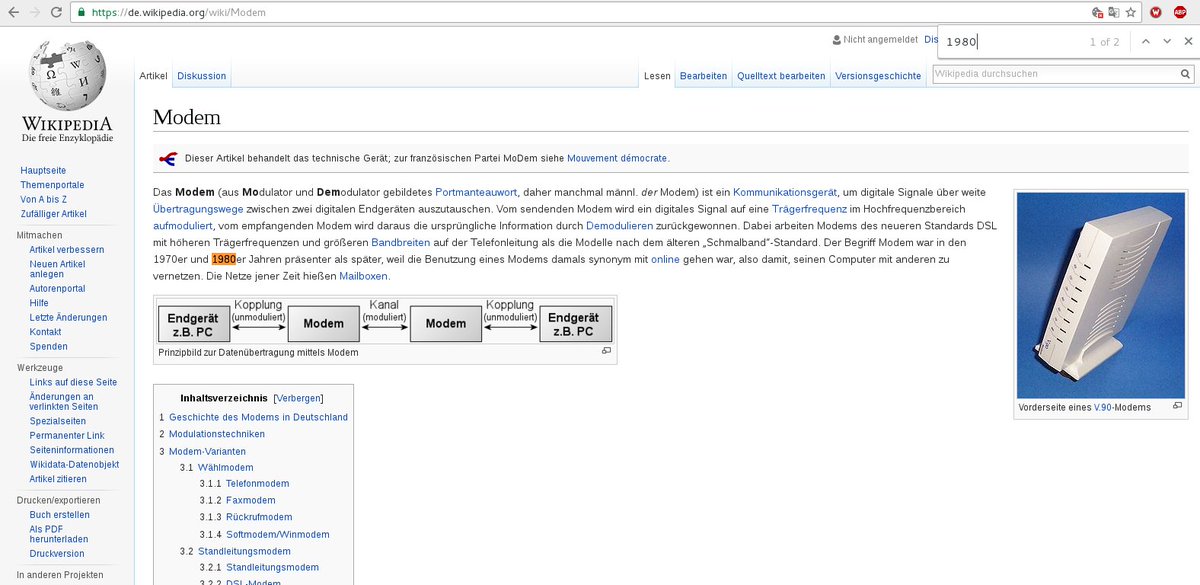 https://de.wikipedia.org/wiki/Modem
1980
1 of 2
Nicht angemeldet
Artikel Diskussion
Lesen Bearbeiten Quelltext bearbeiten Versionsgeschichte
Wikipedia durchsuchen
WIKIPEDIA
Die freie Enzyklopädie
Hauptseite
Themenportale
Von A bis Z
Zufälliger Artikel
Mitmachen
Artikel verbessern
Neuen Artikel
anlegen
Autorenportal
Hilfe
Letzte Änderungen
Kontakt
Spenden
Werkzeuge
Links auf diese Seite
Änderungen an
verlinkten Seiten
Spezialseiten
Permanenter Link
Seiteninformationen
Wikidata-Datenobjekt
Artikel zitieren
Drucken/exportieren
Buch erstellen
Als PDF
herunterladen
Druckversion
In anderen Projekten
Modem
Dieser Artikel behandelt das technische Gerät; zur französischen Partei MoDem siehe Mouvement démocrate.
Das Modem (aus Modulator und Demodulator gebildetes Portmanteauwort, daher manchmal männl. der Modem) ist ein Kommunikationsgerät, um digitale Signale über weite
Übertragungswege zwischen zwei digitalen Endgeräten auszutauschen. Vom sendenden Modem wird ein digitales Signal auf eine Trägerfrequenz im Hochfrequenzbereich
aufmoduliert, vom empfangenden Modem wird daraus die ursprüngliche Information durch Demodulieren zurückgewonnen. Dabei arbeiten Modems des neueren Standards DSL
mit höheren Trägerfrequenzen und größeren Bandbreiten auf der Telefonleitung als die Modelle nach dem älteren „Schmalband“-Standard. Der Begriff Modem war in den
1970er und 1980er Jahren präsenter als später, weil die Benutzung eines Modems damals synonym mit online gehen war, also damit, seinen Computer mit anderen zu
vernetzen. Die Netze jener Zeit hießen Mailboxen.
Endgerät
z.B. PC
Kopplung
(unmoduliert)
Modem
Kanal
(moduliert)
Modem
Kopplung
(unmoduliert)
Endgerät
z.B. PC
Prinzipbild zur Datenübertragung mittels Modem
Vorderseite eines V.90-Modems
Inhaltsverzeichnis [Verbergen]
1 Geschichte des Modems in Deutschland
2 Modulationstechniken
3 Modem-Varianten
3.1 Wählmodem
3.1.1 Telefonmodem
3.1.2 Faxmodem
3.1.3 Rückrufmodem
3.1.4 Softmodem/Winmodem
3.2 Standleitungsmodem
3.2.1 Standleitungsmodem
3.2.2 DSL-Modem